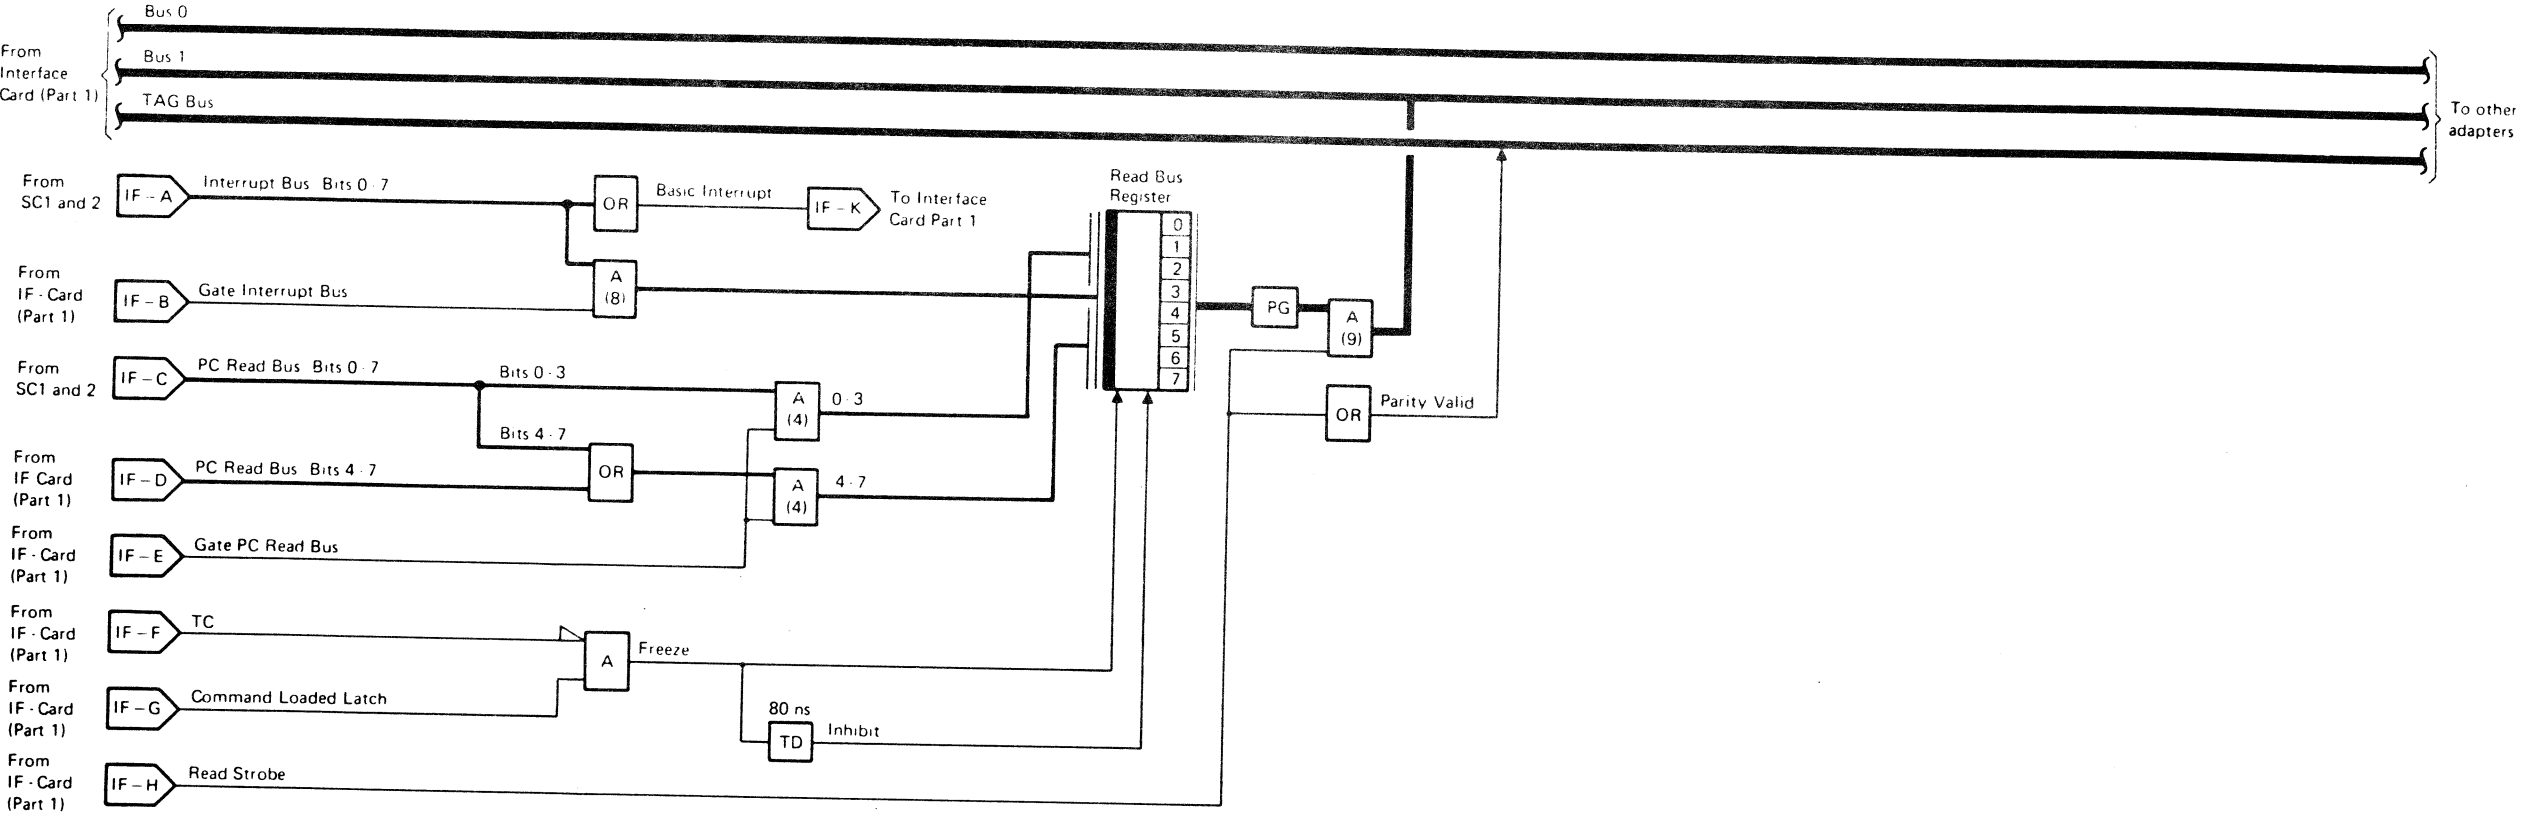 Bus 0
From
Interface
Card (Part 1)
Bus 1
TAG Bus
To other
adapters
From
SC1 and 2
IF - A
Interrupt Bus Bits 0 - 7
OR
Basic Interrupt
IF - K
To Interface
Card Part 1
Read Bus
Register
0
1
2
3
4
5
6
7
From
IF - Card
(Part 1)
IF - B
Gate Interrupt Bus
A
(8)
PG
A
(9)
From
SC1 and 2
IF - C
PC Read Bus Bits 0 - 7
Bits 0 - 3
A
(4)
0 - 3
OR
Parity Valid
Bits 4 - 7
From
IF Card
(Part 1)
IF - D
PC Read Bus Bits 4 - 7
OR
A
(4)
4 - 7
From
IF - Card
(Part 1)
IF - E
Gate PC Read Bus
From
IF - Card
(Part 1)
IF - F
TC
A
Freeze
From
IF - Card
(Part 1)
IF - G
Command Loaded Latch
80 ns
TD
Inhibit
From
IF - Card
(Part 1)
IF - H
Read Strobe